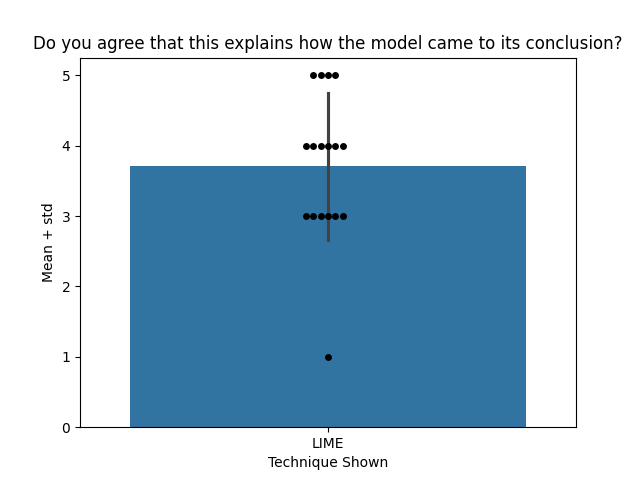 Do you agree that this explains how the model came to its conclusion?
5
4
3
2
1
0
Mean + std
LIME
Technique Shown